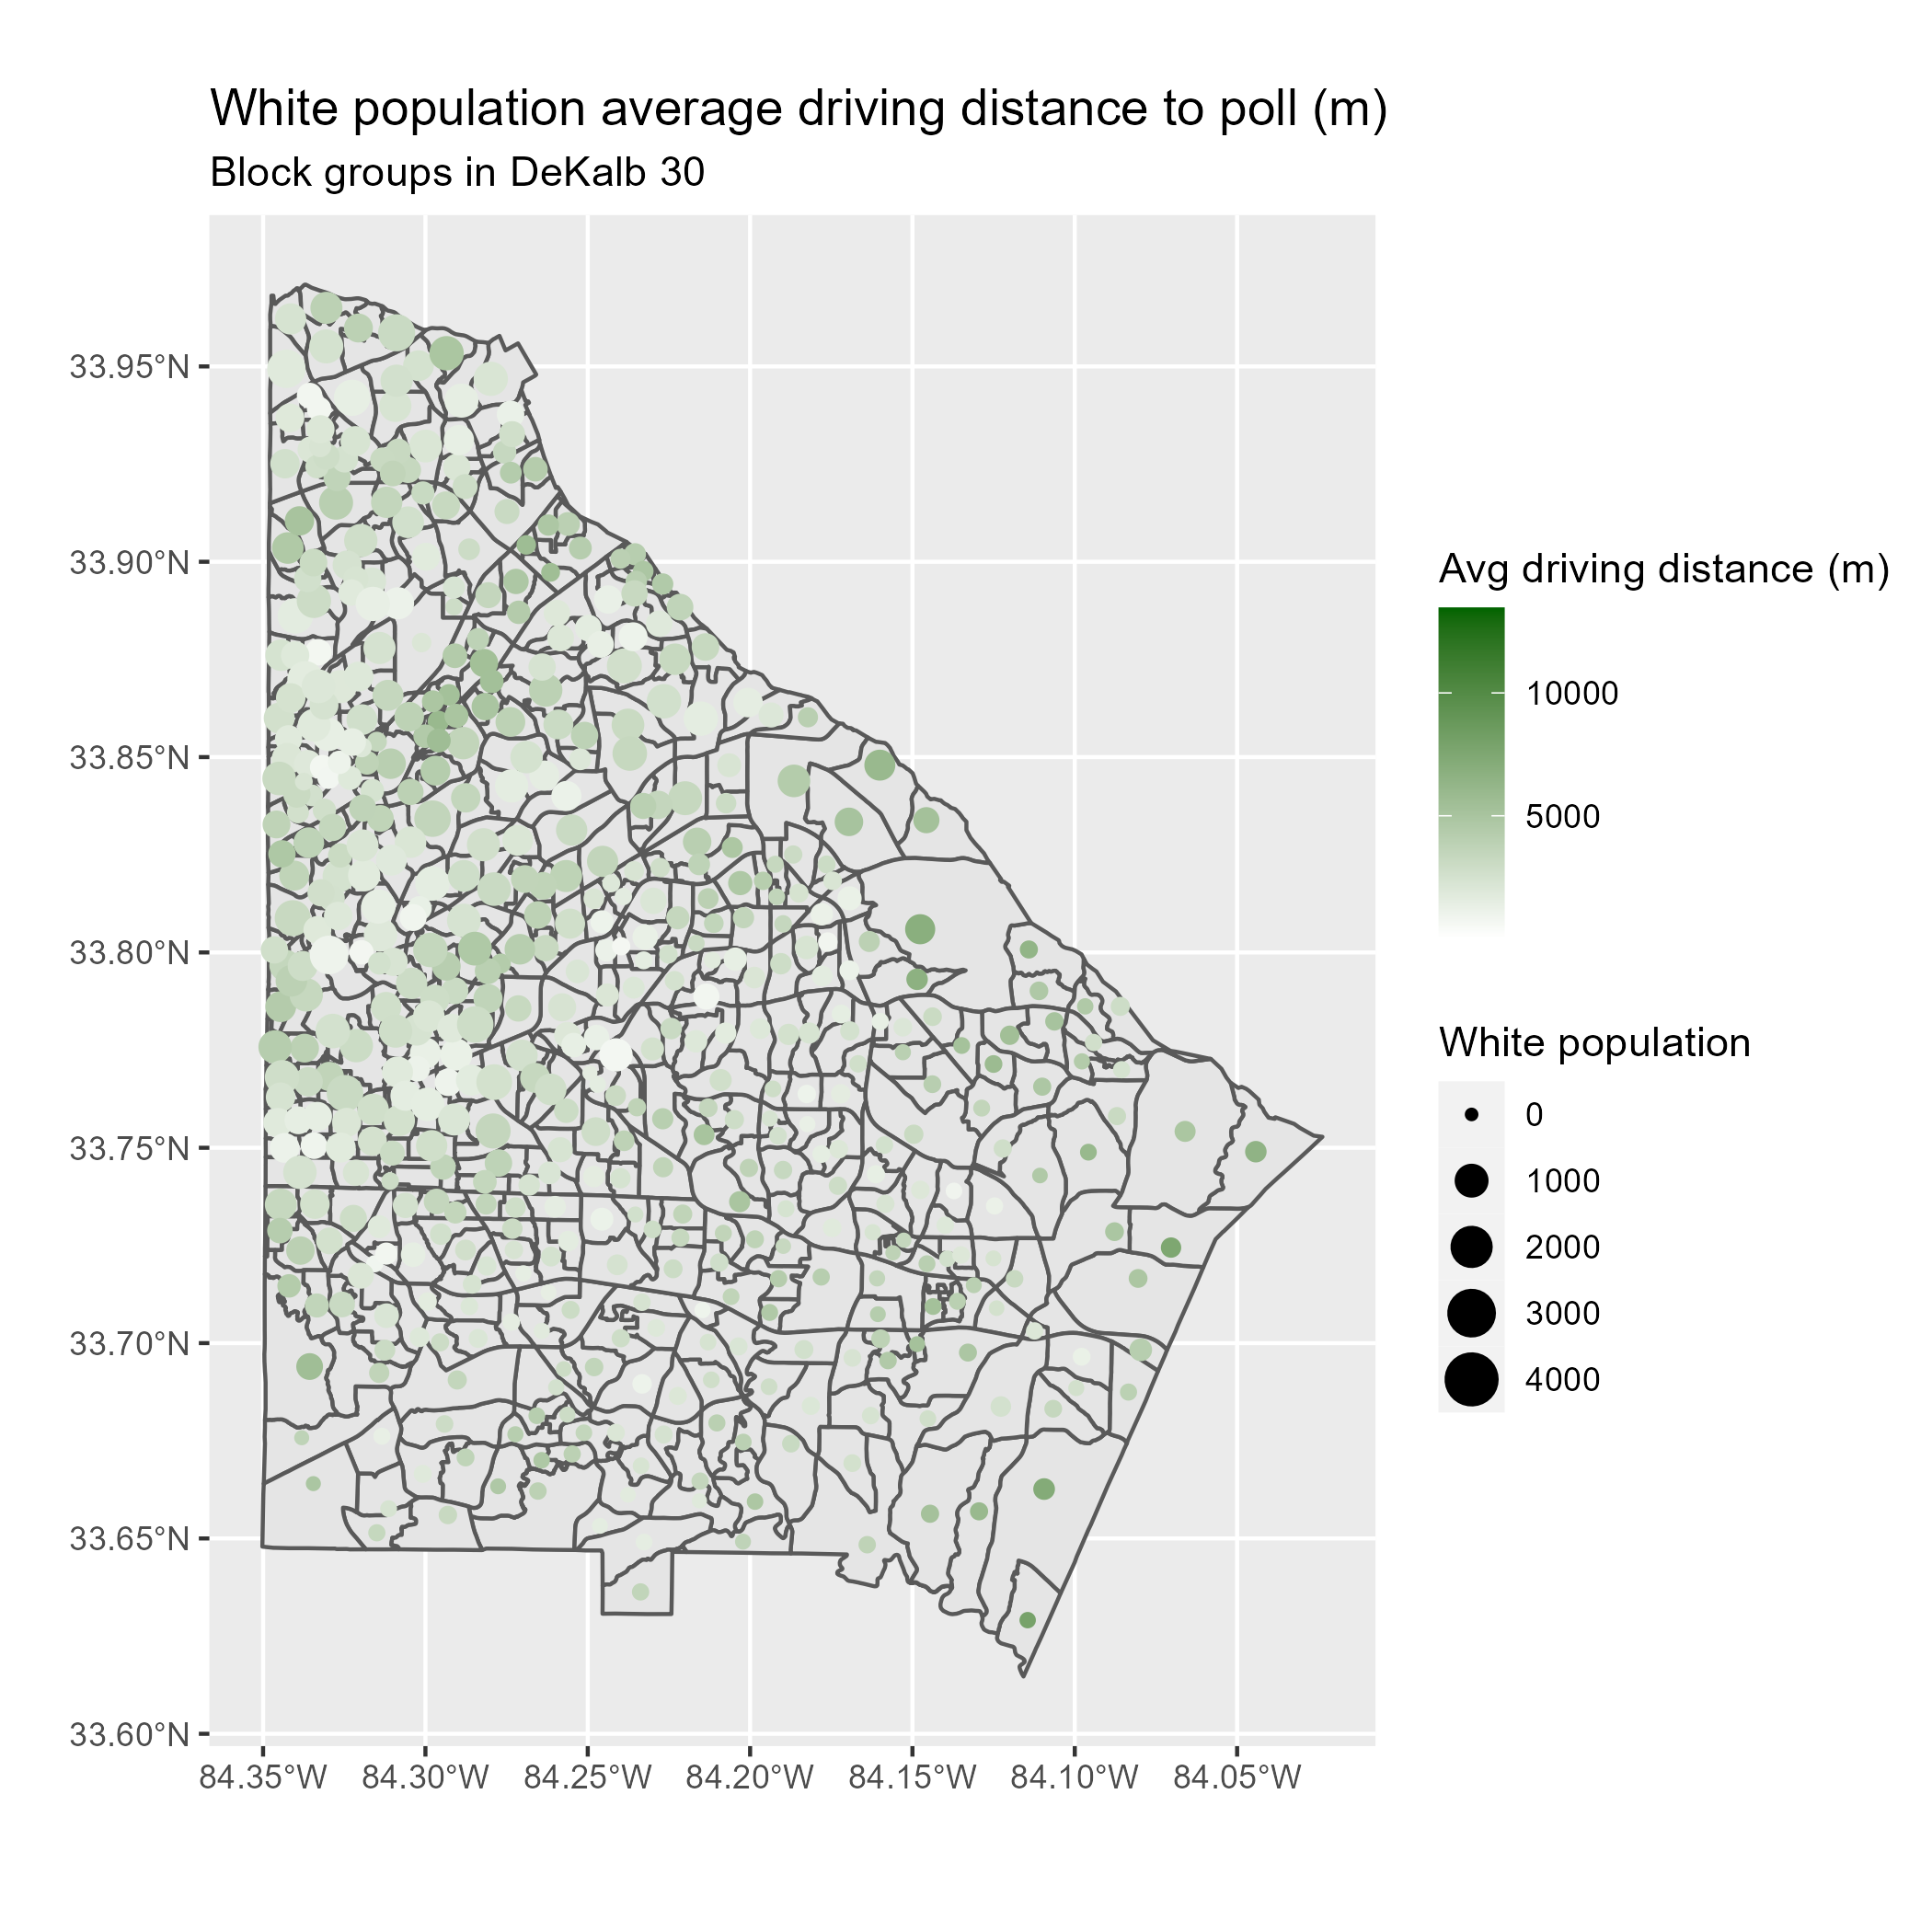 White population average driving distance to poll (m)
Block groups in DeKalb 30
33.95°N
33.90°N
33.85°N
33.80°N
33.75°N
33.70°N
33.65°N
33.60°N
84.35°W 84.30°W 84.25°W 84.20°W 84.15°W 84.10°W 84.05°W
Avg driving distance (m)
10000
5000
White population
0
1000
2000
3000
4000